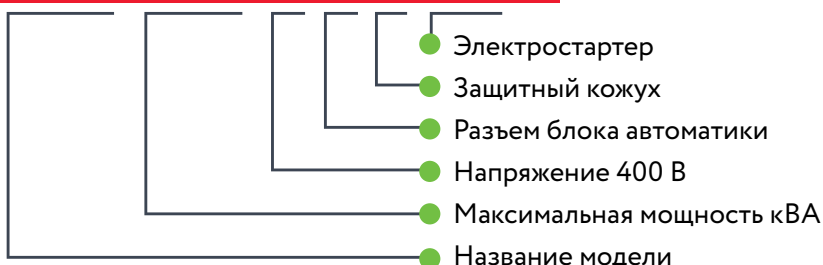 Электростартер
Защитный кожух
Разъем блока автоматики
Напряжение 400 В
Максимальная мощность кВА
Название модели